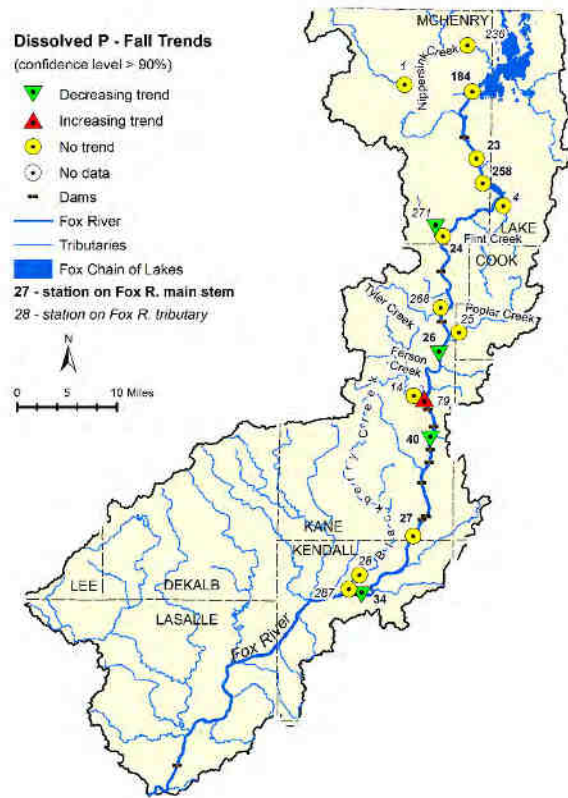 Dissolved P - Fall Trends
(confidence level > 90%)
Decreasing trend
Increasing trend
No trend
No data
Dams
Fox River
Tributaries
Fox Chain of Lakes
27 - station on Fox R. main stem
28 - station on Fox R. tributary
N
0 5 10 Miles
MCHENRY
236
1
Nippersink Creek
184
23
258
4
271
LAKE
24
Flint Creek
COOK
268
Tyler Creek
Poplar Creek
25
26
Ferson Creek
14
79
40
Blackberry Creek
27
KANE
KENDALL
28
LEE
DEKALB
287
34
LASALLE
Fox River